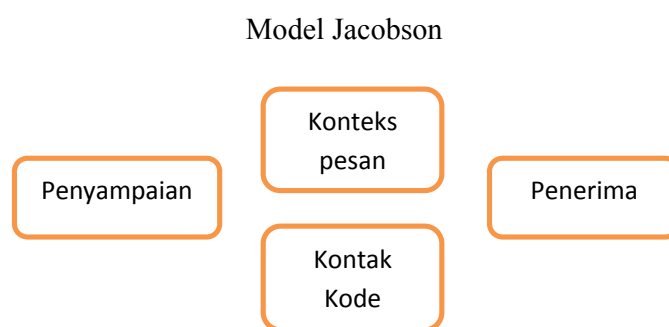 Model Jacobson
Konteks
pesan
Penyampaian
Penerima
Kontak
Kode